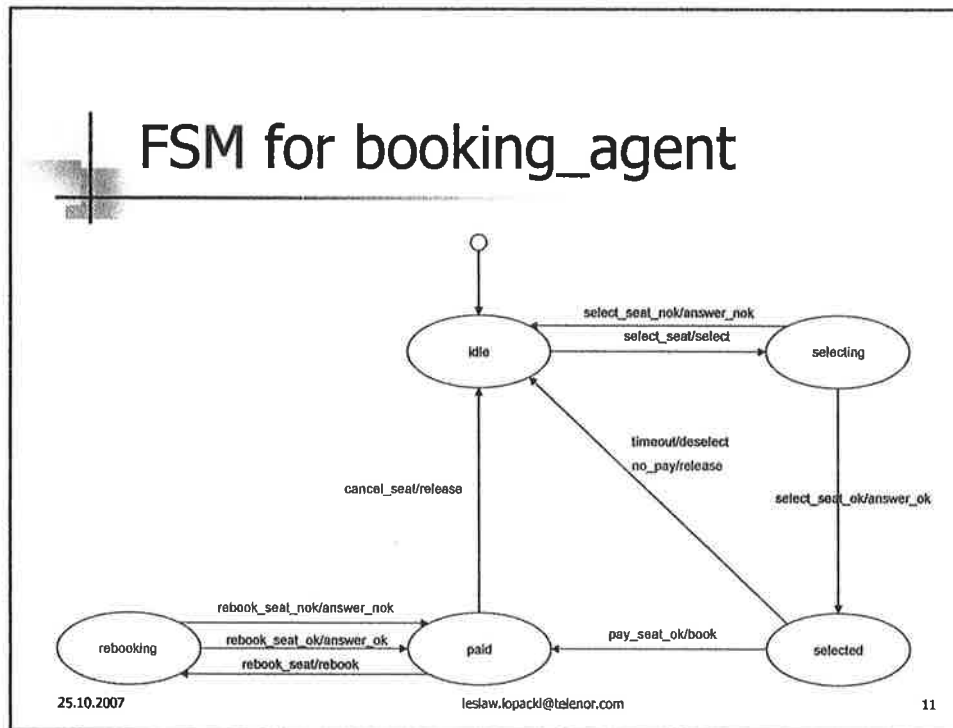 FSM for booking_agent
select_seat_nok/answer_nok
select_seat/select
idle
selecting
timeout/deselect
no_pay/release
cancel_seat/release
select_seat_ok/answer_ok
rebook_seat_nok/answer_nok
rebook_seat_ok/answer_ok
rebook_seat/rebook
pay_seat_ok/book
rebooking
paid
selected
25.10.2007
leslaw.lopacki@telenor.com
11